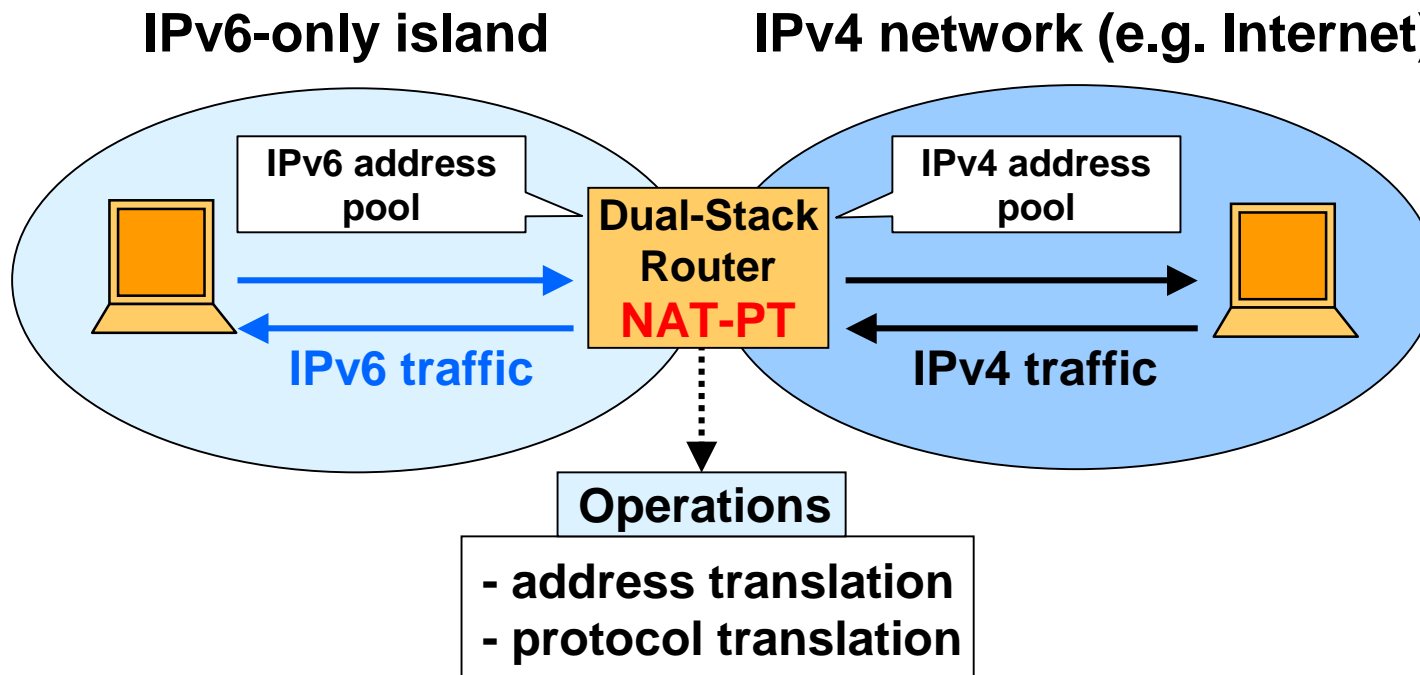 IPv6-only island
IPv4 network (e.g. Internet)
IPv6 address
pool
IPv4 address
pool
Dual-Stack
Router
NAT-PT
IPv6 traffic
IPv4 traffic
Operations
- address translation
- protocol translation